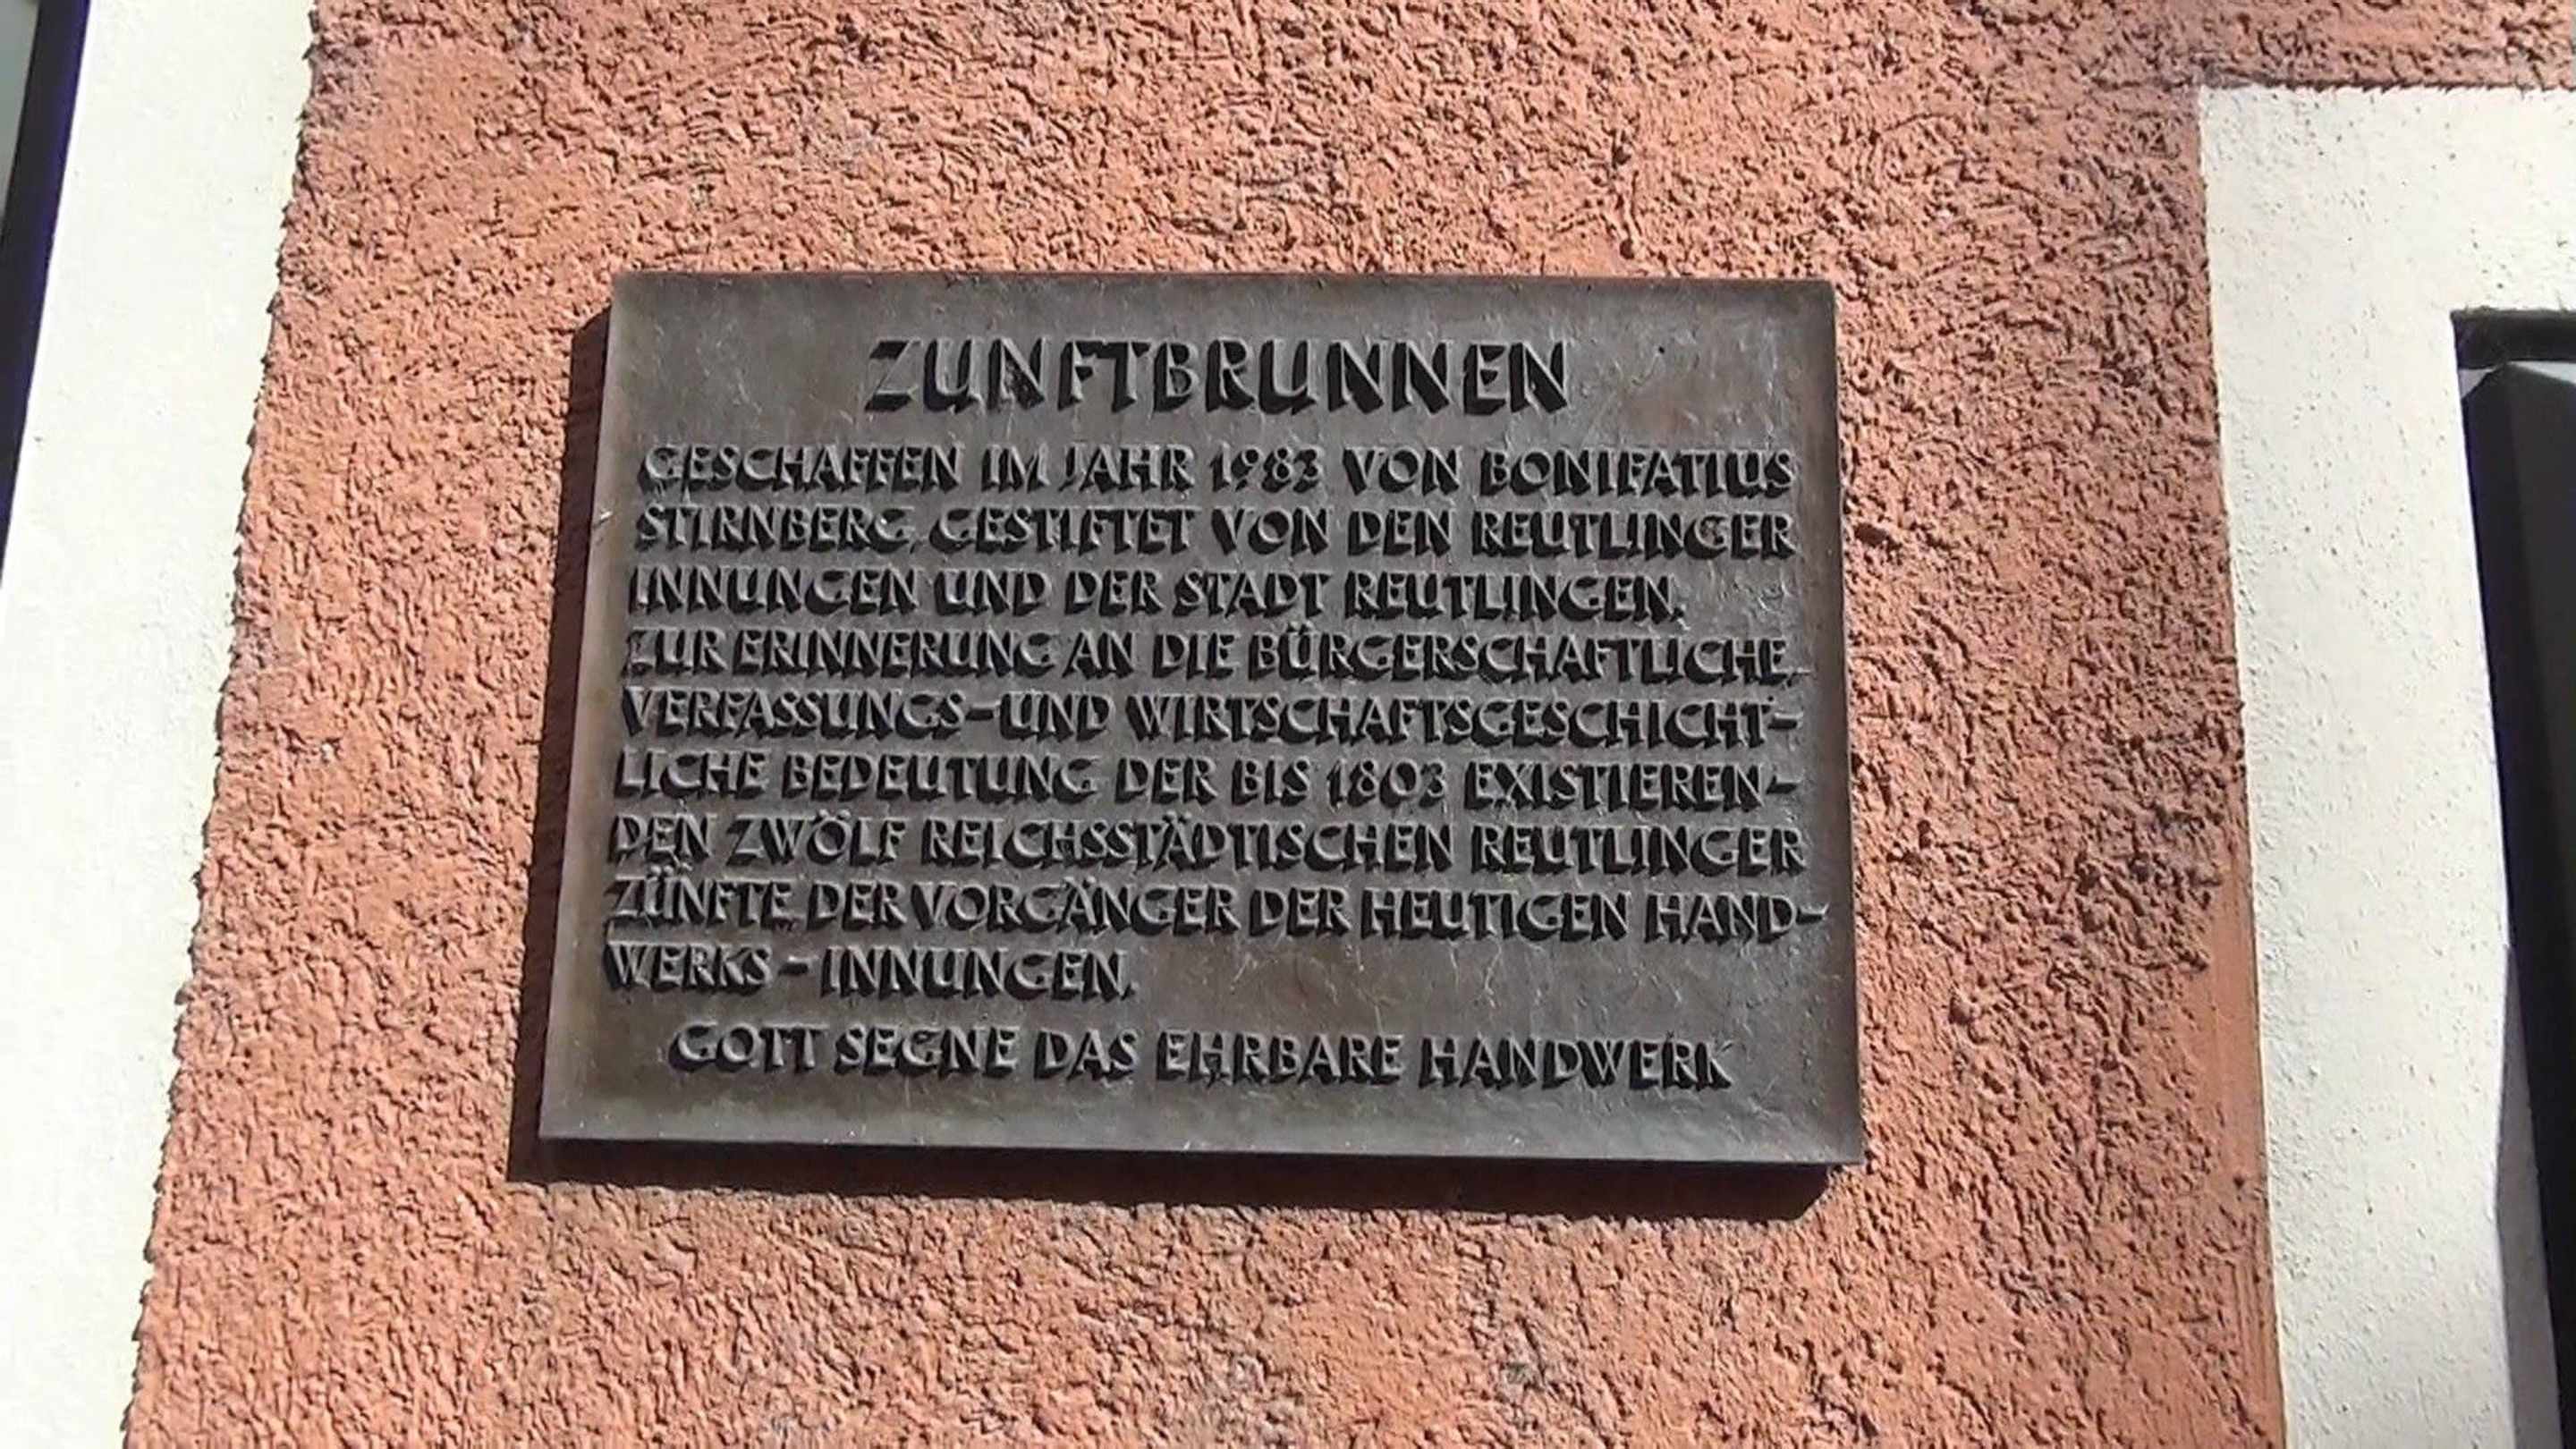 ZUNFTBRUNNEN
GESCHAFFEN IM JAHR 1983 VON BONIFATIUS
STIRNBERG, GESTIFTET VON DEN REUTLINGER
INNUNGEN UND DER STADT REUTLINGEN.
ZUR ERINNERUNG AN DIE BÜRGERSCHAFTLICHE,
VERFASSUNGS-UND WIRTSCHAFTSGESCHICHT-
LICHE BEDEUTUNG DER BIS 1803 EXISTIEREN-
DEN ZWÖLF REICHSSTÄDTISCHEN REUTLINGER
ZÜNFTE, DER VORGÄNGER DER HEUTIGEN HAND-
WERKS-INNUNGEN.
GOTT SEGNE DAS EHRBARE HANDWERK